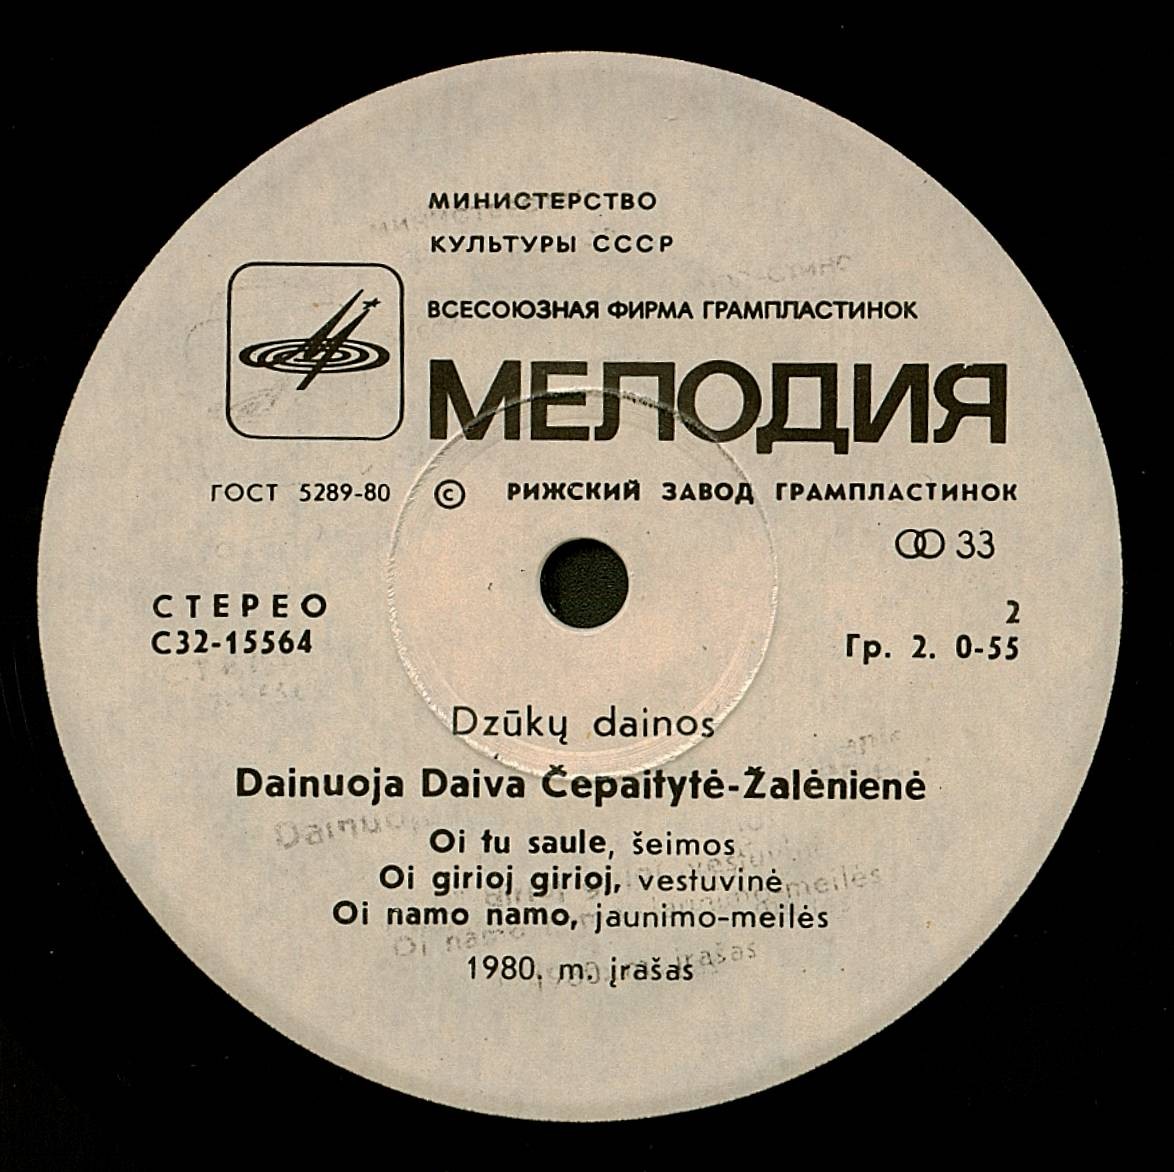 МИНИСТЕРСТВО
КУЛЬТУРЫ СССР
ВСЕСОЮЗНАЯ ФИРМА ГРАМПЛАСТИНОК
МЕЛОДИЯ
ГОСТ 5289-80 © РИЖСКИЙ ЗАВОД ГРАМПЛАСТИНОК
33
СТЕРЕО 2
С32-15564 Гр. 2. 0-55
Dzūkų dainos
Dainuoja Daiva Čepaitytė-Žalėnienė
Oi tu saule, šeimos
Oi girioj girioj, vestuvinė
Oi namo namo, jaunimo-meilės
1980. m. įrašas